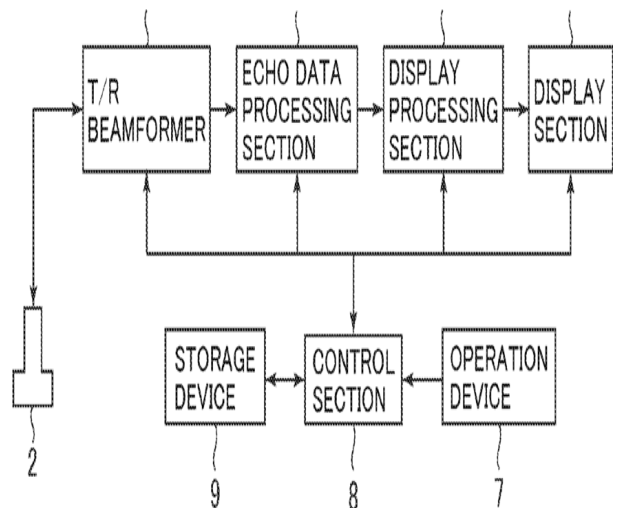 T/R
BEAMFORMER
ECHO DATA
PROCESSING
SECTION
DISPLAY
PROCESSING
SECTION
DISPLAY
SECTION
STORAGE
DEVICE
CONTROL
SECTION
OPERATION
DEVICE
2
9
8
7